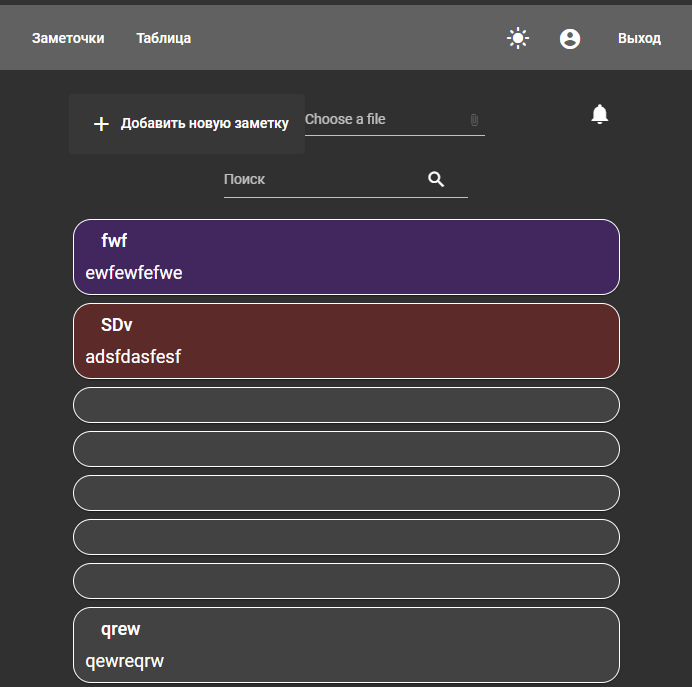 Заметочки Таблица Выход
Добавить новую заметку Choose a file
Поиск
fwf
ewfewfefwe
SDv
adsfdasfesf
qrew
qewreqrw